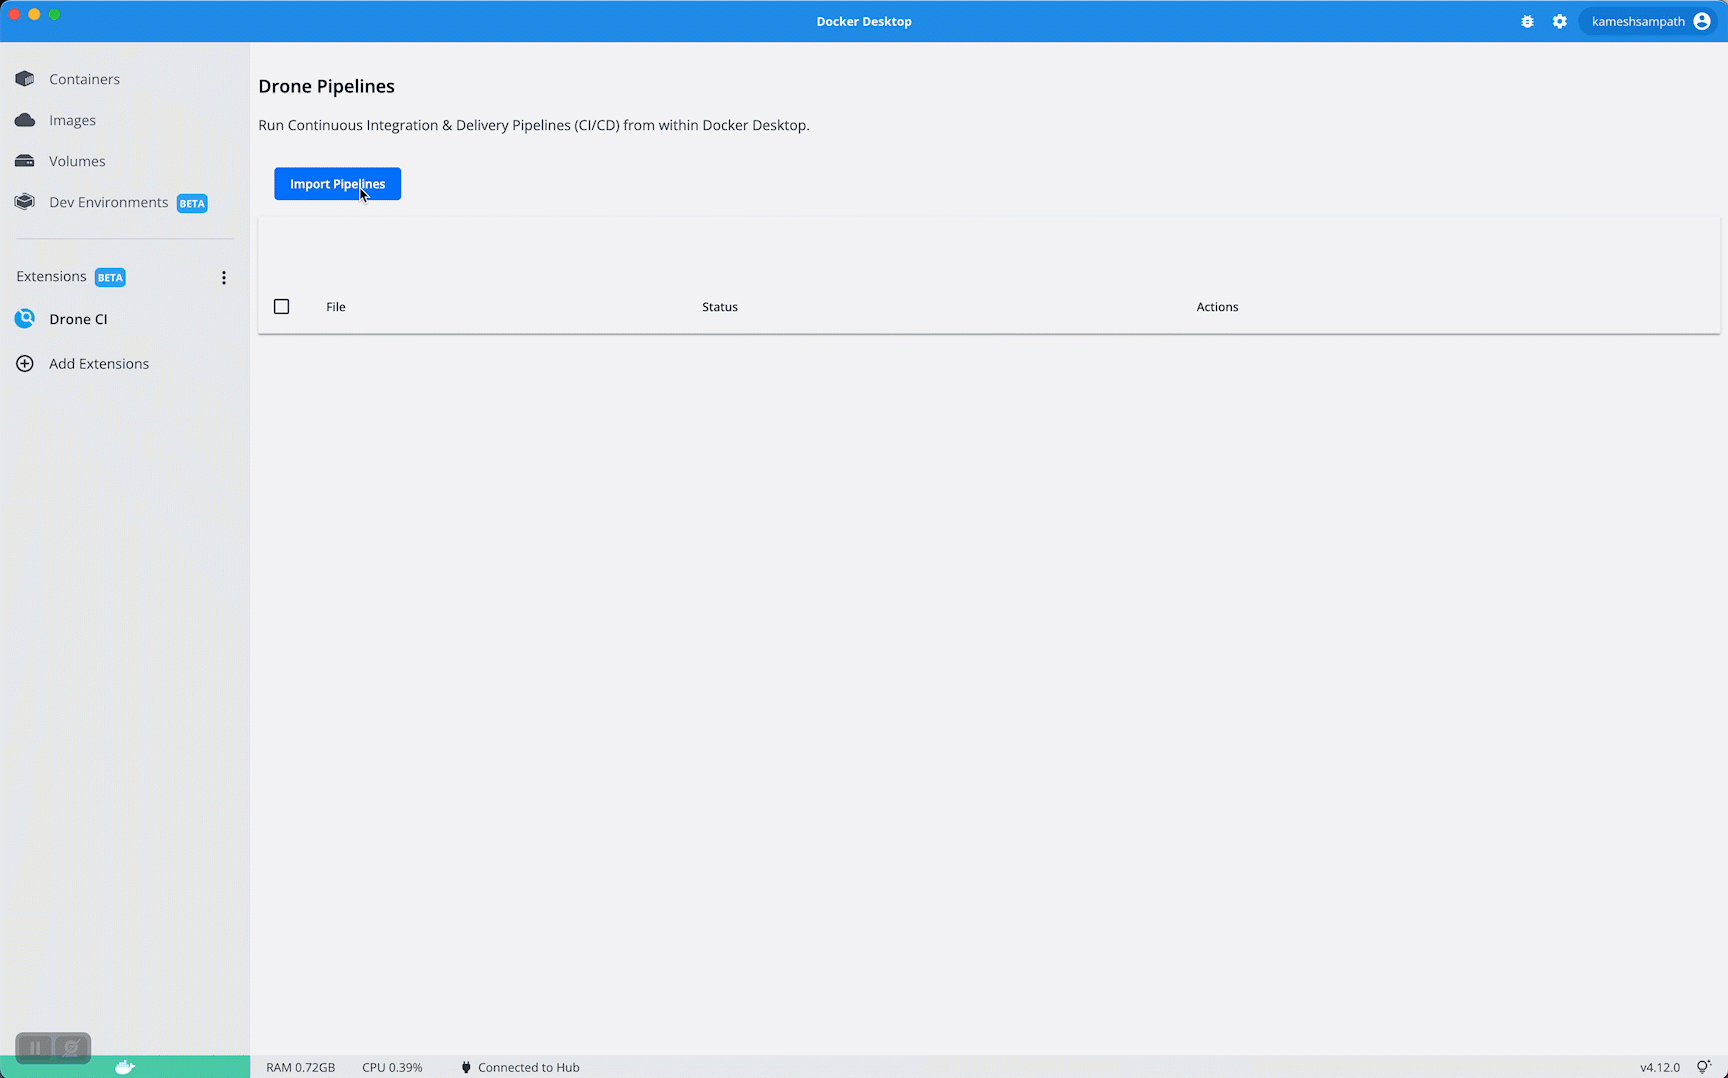 Docker Desktop
kameshsampath
Containers
Images
Volumes
Dev Environments BETA
Extensions BETA
Drone CI
Add Extensions
Drone Pipelines
Run Continuous Integration & Delivery Pipelines (CI/CD) from within Docker Desktop.
Import Pipelines
File Status Actions
RAM 0.72GB CPU 0.39% Connected to Hub v4.12.0